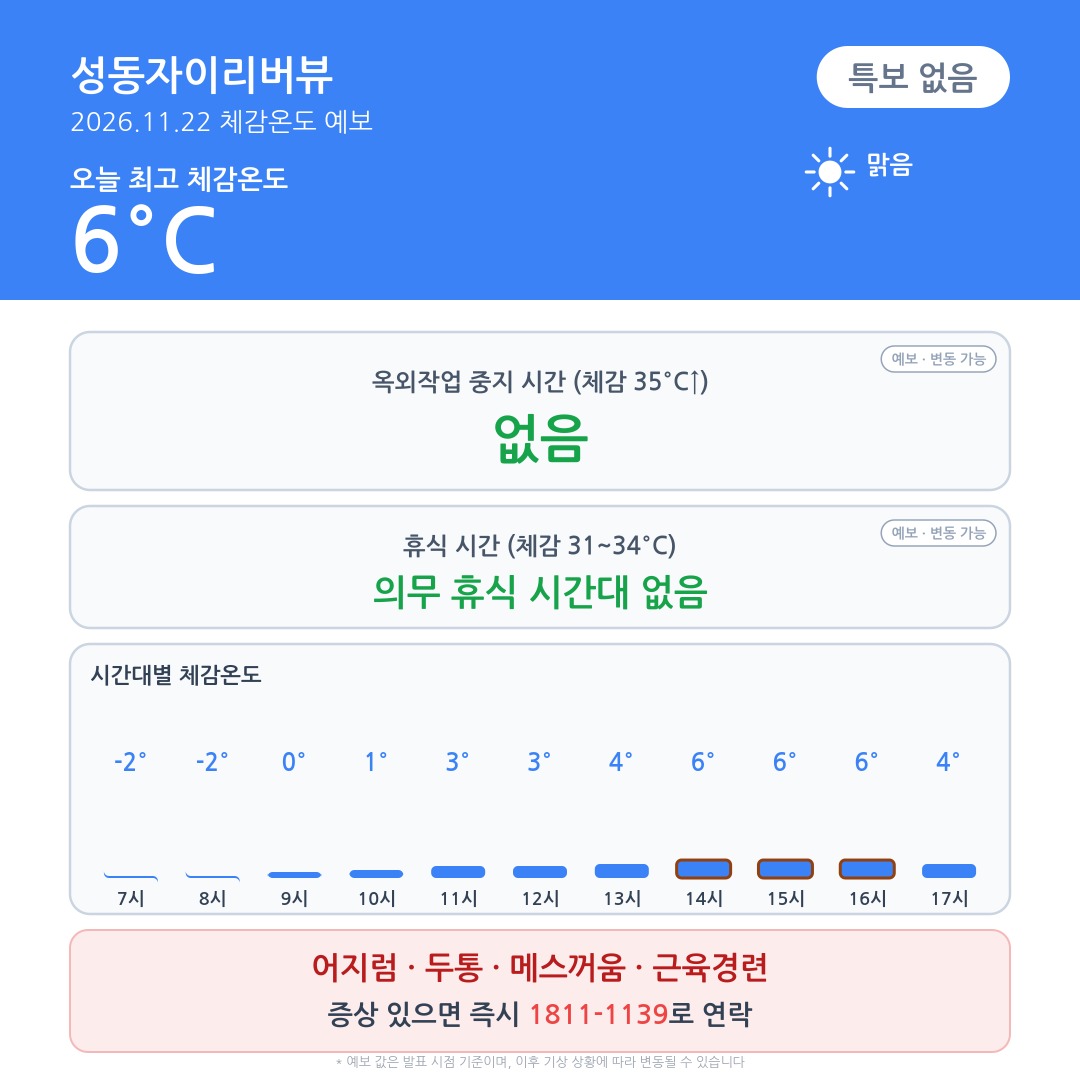 성동자이리버뷰
특보 없음
2026.11.22 체감온도 예보
맑음
오늘 최고 체감온도
6°C
예보 · 변동 가능
옥외작업 중지 시간 (체감 35°C↑)
없음
예보 · 변동 가능
휴식 시간 (체감 31~34°C)
의무 휴식 시간대 없음
시간대별 체감온도
-2° -2° 0° 1° 3° 3° 4° 6° 6° 6° 4°
7시 8시 9시 10시 11시 12시 13시 14시 15시 16시 17시
어지럼 · 두통 · 메스꺼움 · 근육경련
증상 있으면 즉시 1811-1139로 연락
* 예보 값은 발표 시점 기준이며, 이후 기상 상황에 따라 변동될 수 있습니다